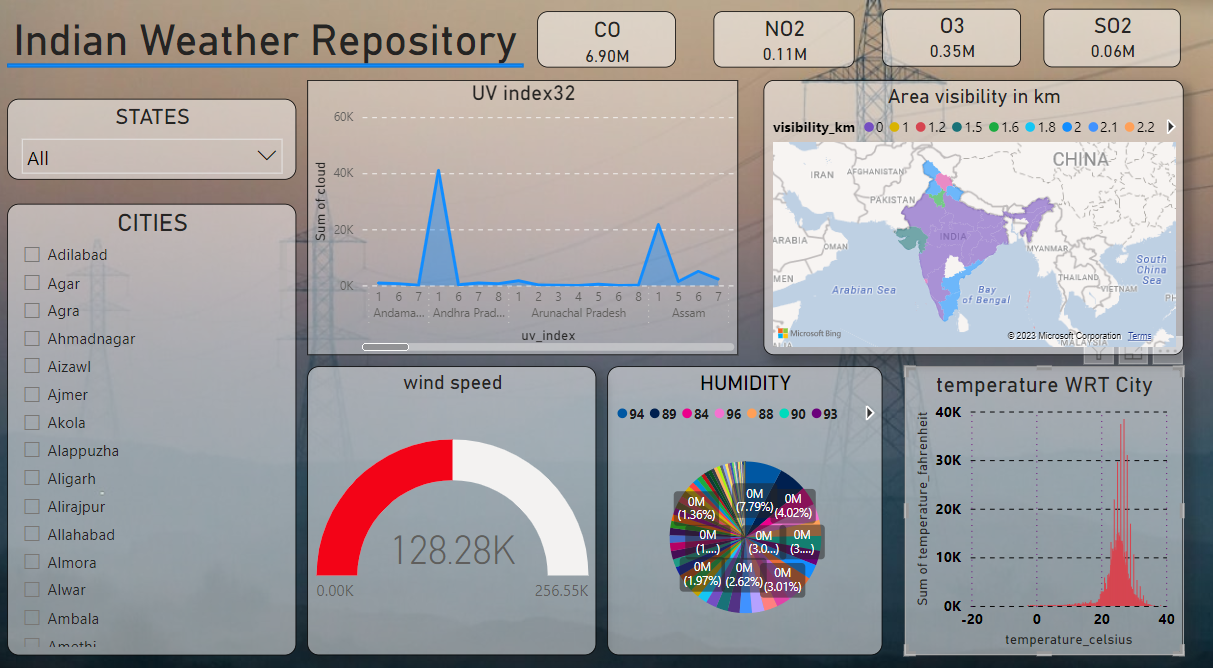 Indian Weather Repository
CO
6.90M
NO2
0.11M
O3
0.35M
SO2
0.06M
STATES
All
CITIES
Adilabad
Agar
Agra
Ahmadnagar
Aizawl
Ajmer
Akola
Alappuzha
Aligarh
Alirajpur
Allahabad
Almora
Alwar
Ambala
UV index32
Sum of cloud
60K
40K
20K
0K
1 6 7 1 6 7 8 1 2 3 4 5 6 8 1 5 6 7
Andama... Andhra Prad... Arunachal Pradesh Assam
uv_index
Area visibility in km
visibility_km 0 1 1.2 1.5 1.6 1.8 2 2.1 2.2
CHINA
IRAN
AFGHANISTAN
PAKISTAN
ARABIA
OMAN
INDIA
MYANMAR
MEN
THAILAND
VIETNAM
PH
South
China
Sea
Arabian Sea
Bay
of Bengal
Microsoft Bing
© 2023 Microsoft Corporation Terms
MALAYSIA
wind speed
128.28K
0.00K
256.55K
HUMIDITY
94 89 84 96 88 90 93
0M
(7.79%)
0M
(4.02%)
0M
(1.36%)
0M
(1....)
0M
(3.0...)
0M
(3....)
0M
(1.97%)
0M
(2.62%)
0M
(3.01%)
temperature WRT City
Sum of temperature_fahrenheit
40K
30K
20K
10K
0K
-20 0 20 40
temperature_celsius